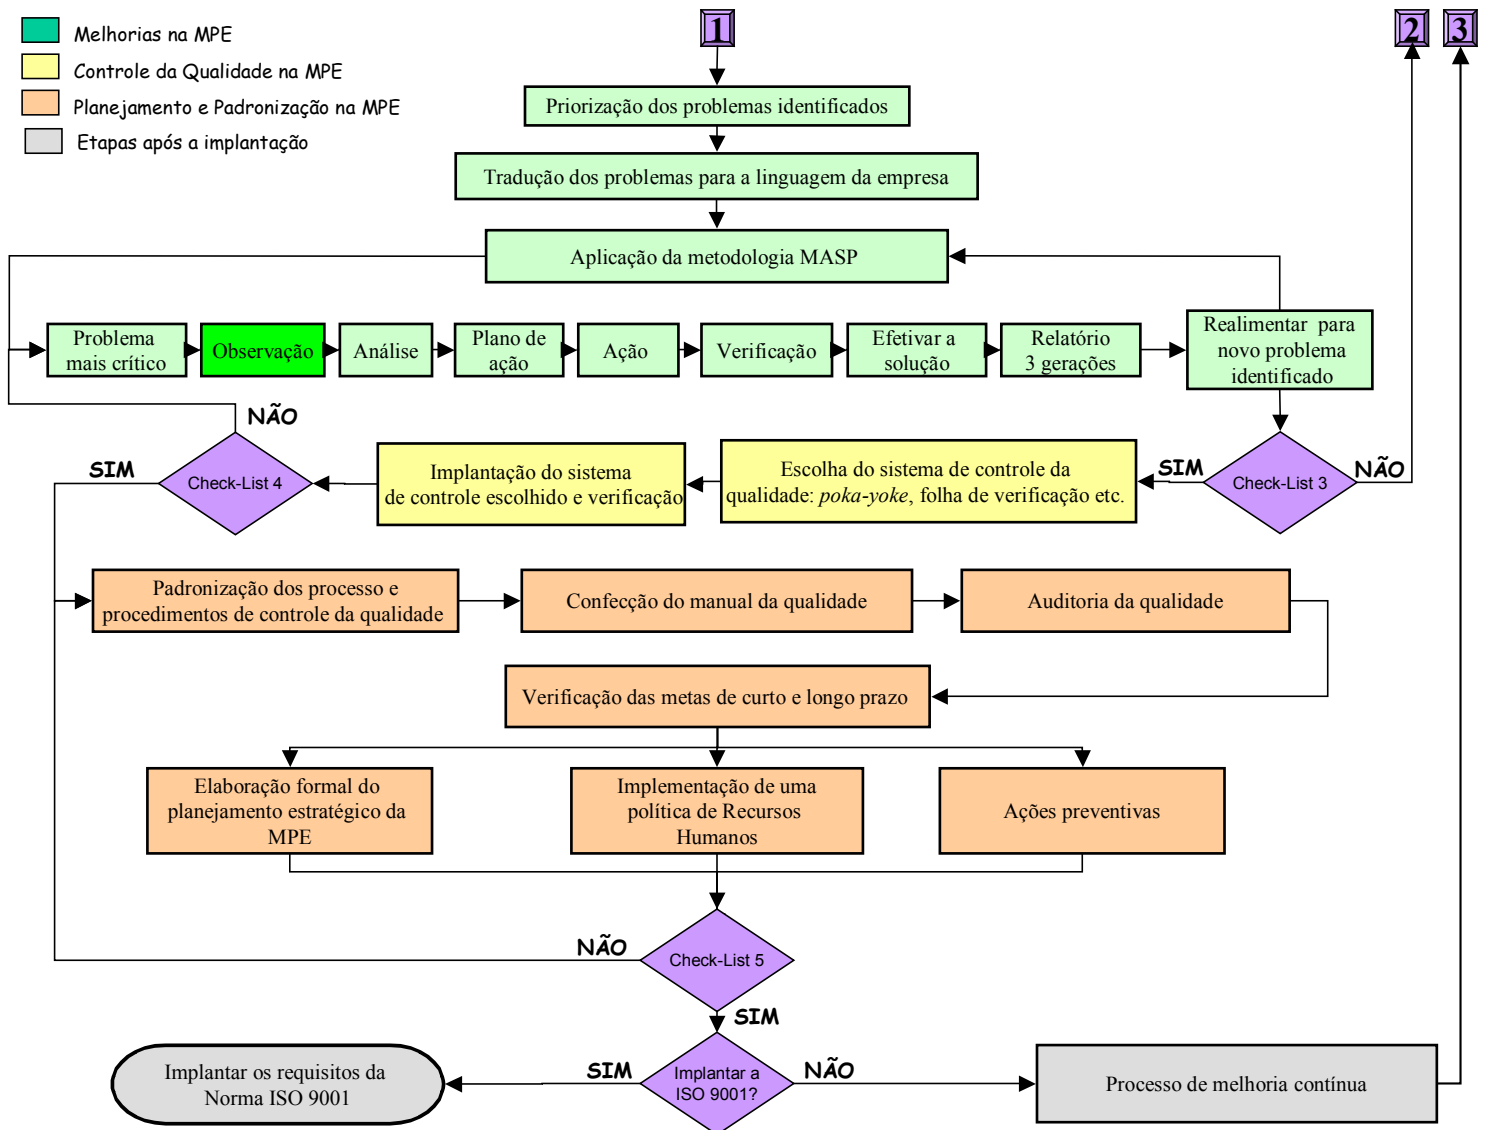 Melhorias na MPE
Controle da Qualidade na MPE
Planejamento e Padronização na MPE
Etapas após a implantação
1
2
3
Priorização dos problemas identificados
Tradução dos problemas para a linguagem da empresa
Aplicação da metodologia MASP
Problema
mais crítico
Observação
Análise
Plano de
ação
Ação
Verificação
Efetivar a
solução
Relatório
3 gerações
Realimentar para
novo problema
identificado
NÃO
SIM
Check-List 4
Implantação do sistema
de controle escolhido e verificação
Escolha do sistema de controle da
qualidade: poka-yoke, folha de verificação etc.
SIM
Check-List 3
NÃO
Padronização dos processo e
procedimentos de controle da qualidade
Confecção do manual da qualidade
Auditoria da qualidade
Verificação das metas de curto e longo prazo
Elaboração formal do
planejamento estratégico da
MPE
Implementação de uma
política de Recursos
Humanos
Ações preventivas
NÃO
Check-List 5
SIM
Implantar os requisitos da
Norma ISO 9001
SIM
Implantar a
ISO 9001?
NÃO
Processo de melhoria contínua